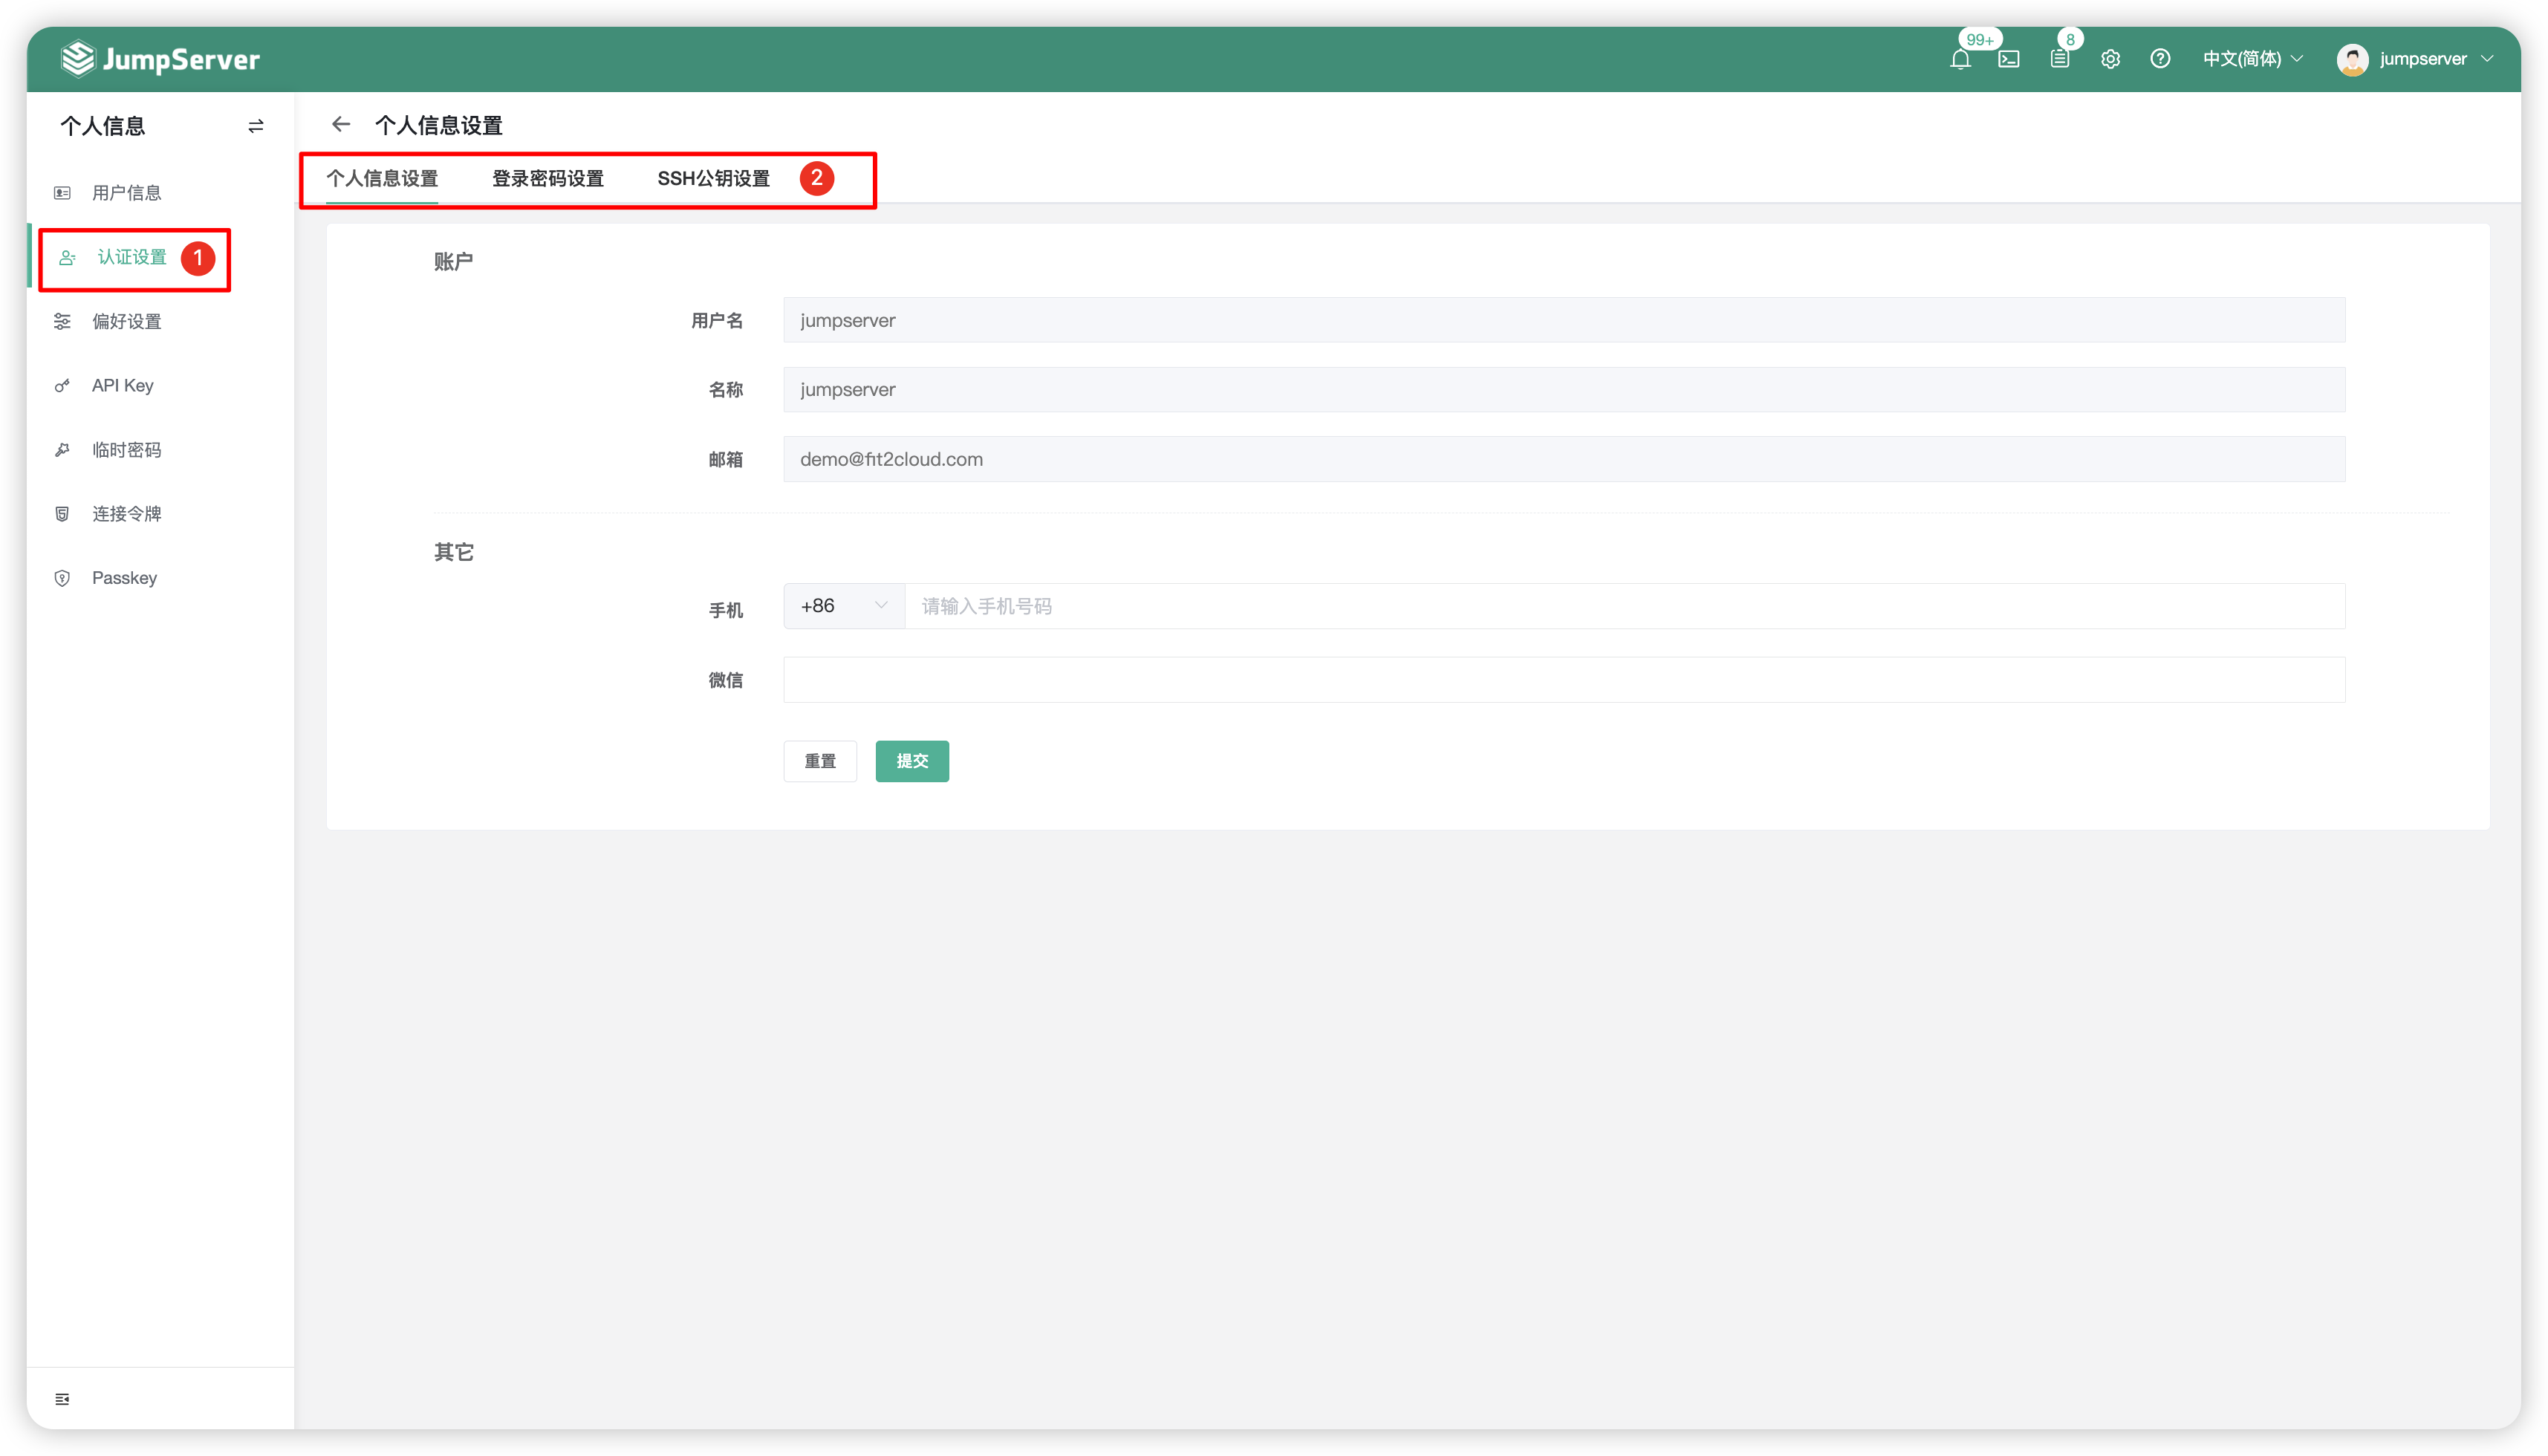 JumpServer
99+
8
中文(简体)
jumpserver
个人信息
用户信息
认证设置 1
偏好设置
API Key
临时密码
连接令牌
Passkey
个人信息设置
个人信息设置 登录密码设置 SSH公钥设置 2
账户
用户名 jumpserver
名称 jumpserver
邮箱 demo@fit2cloud.com
其它
手机 +86 请输入手机号码
微信
重置 提交